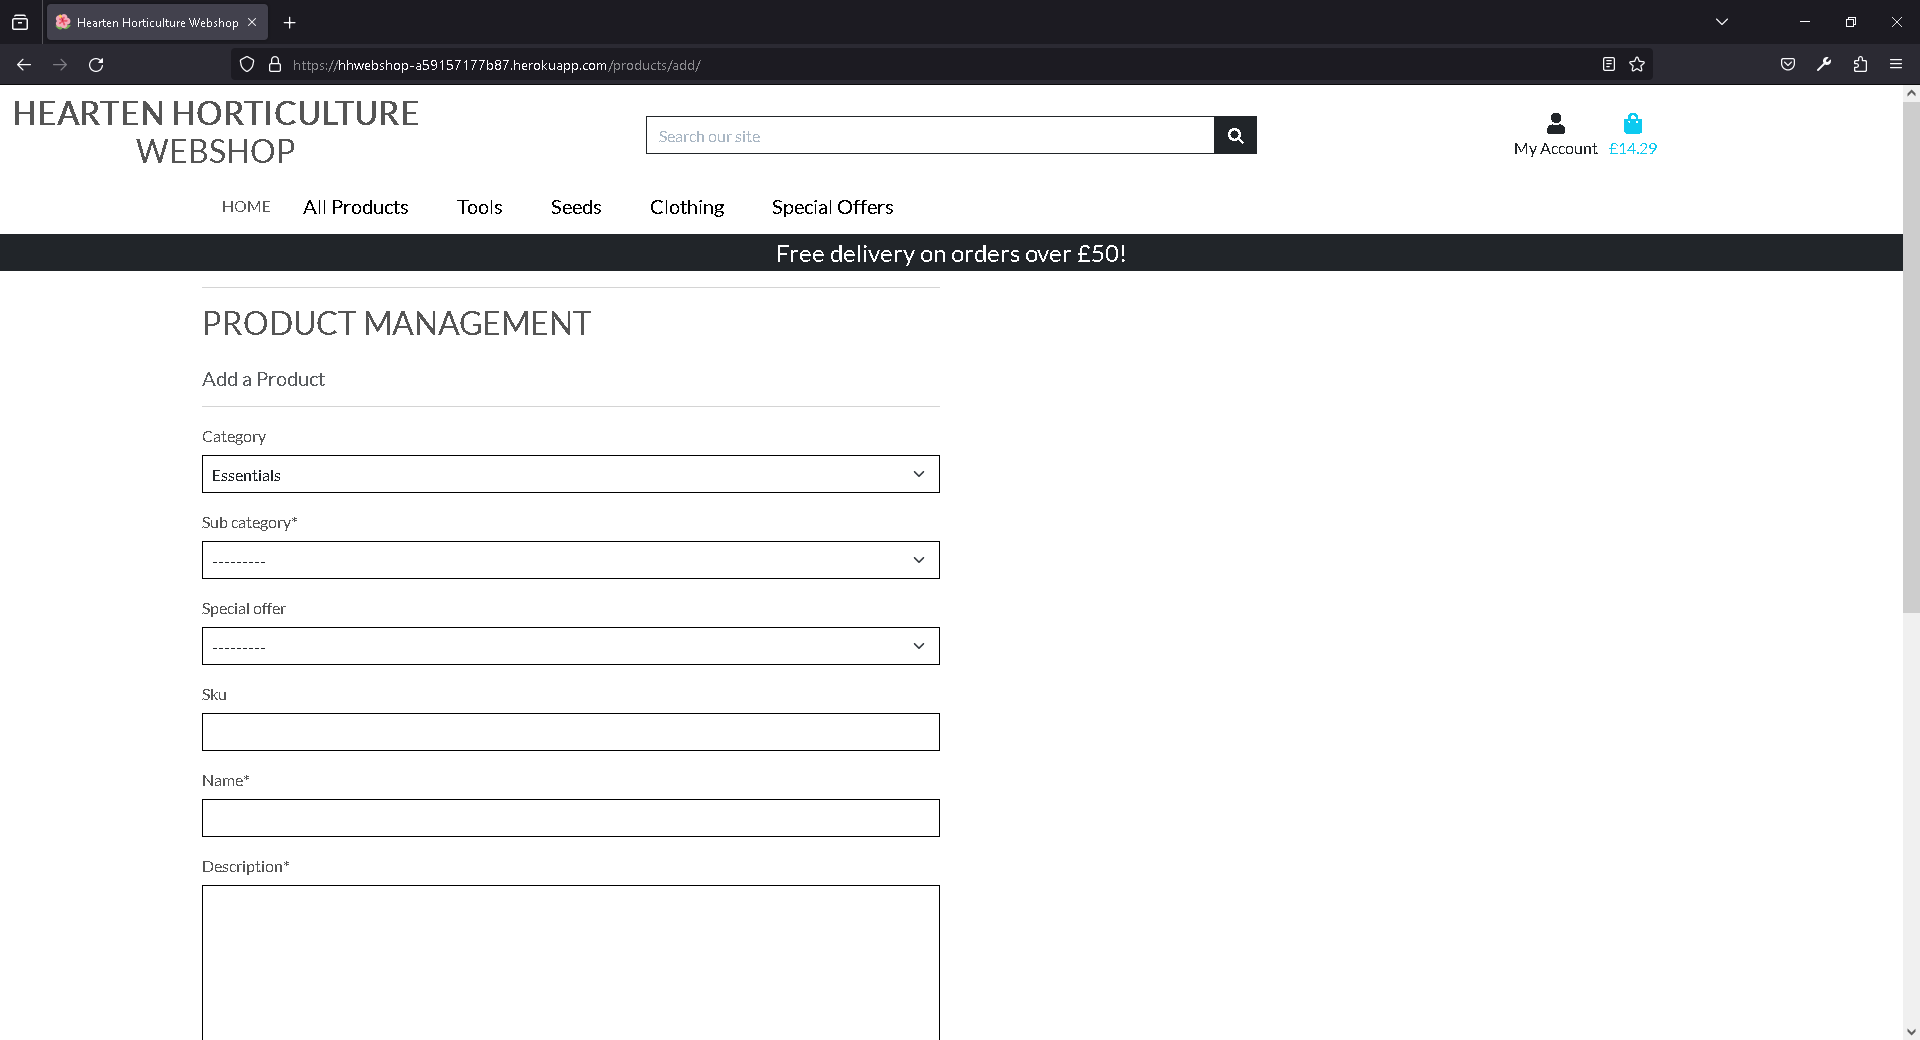 Hearten Horticulture Webshop
https://hhwebshop-a59157177b87.herokuapp.com/products/add/
HEARTEN HORTICULTURE
WEBSHOP
Search our site
My Account
£14.29
HOME
All Products
Tools
Seeds
Clothing
Special Offers
Free delivery on orders over £50!
PRODUCT MANAGEMENT
Add a Product
Category
Essentials
Sub category*
---------
Special offer
---------
Sku
Name*
Description*